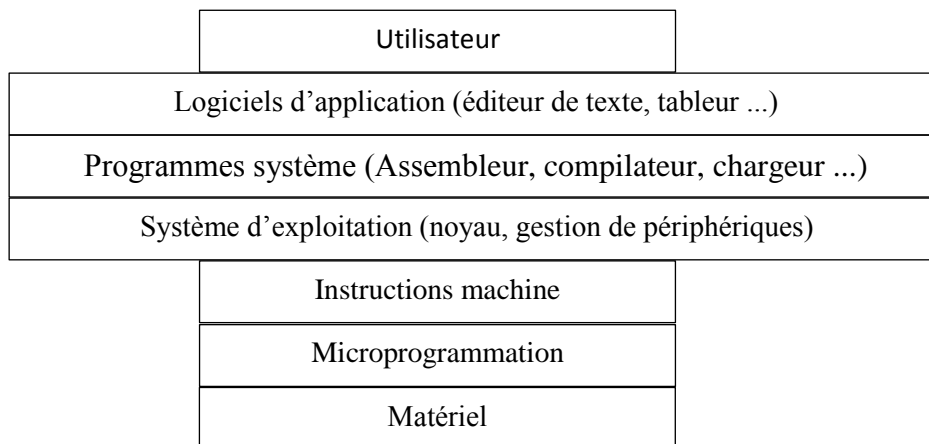 Utilisateur
Logiciels d’application (éditeur de texte, tableur ...)
Programmes système (Assembleur, compilateur, chargeur ...)
Système d’exploitation (noyau, gestion de périphériques)
Instructions machine
Microprogrammation
Matériel